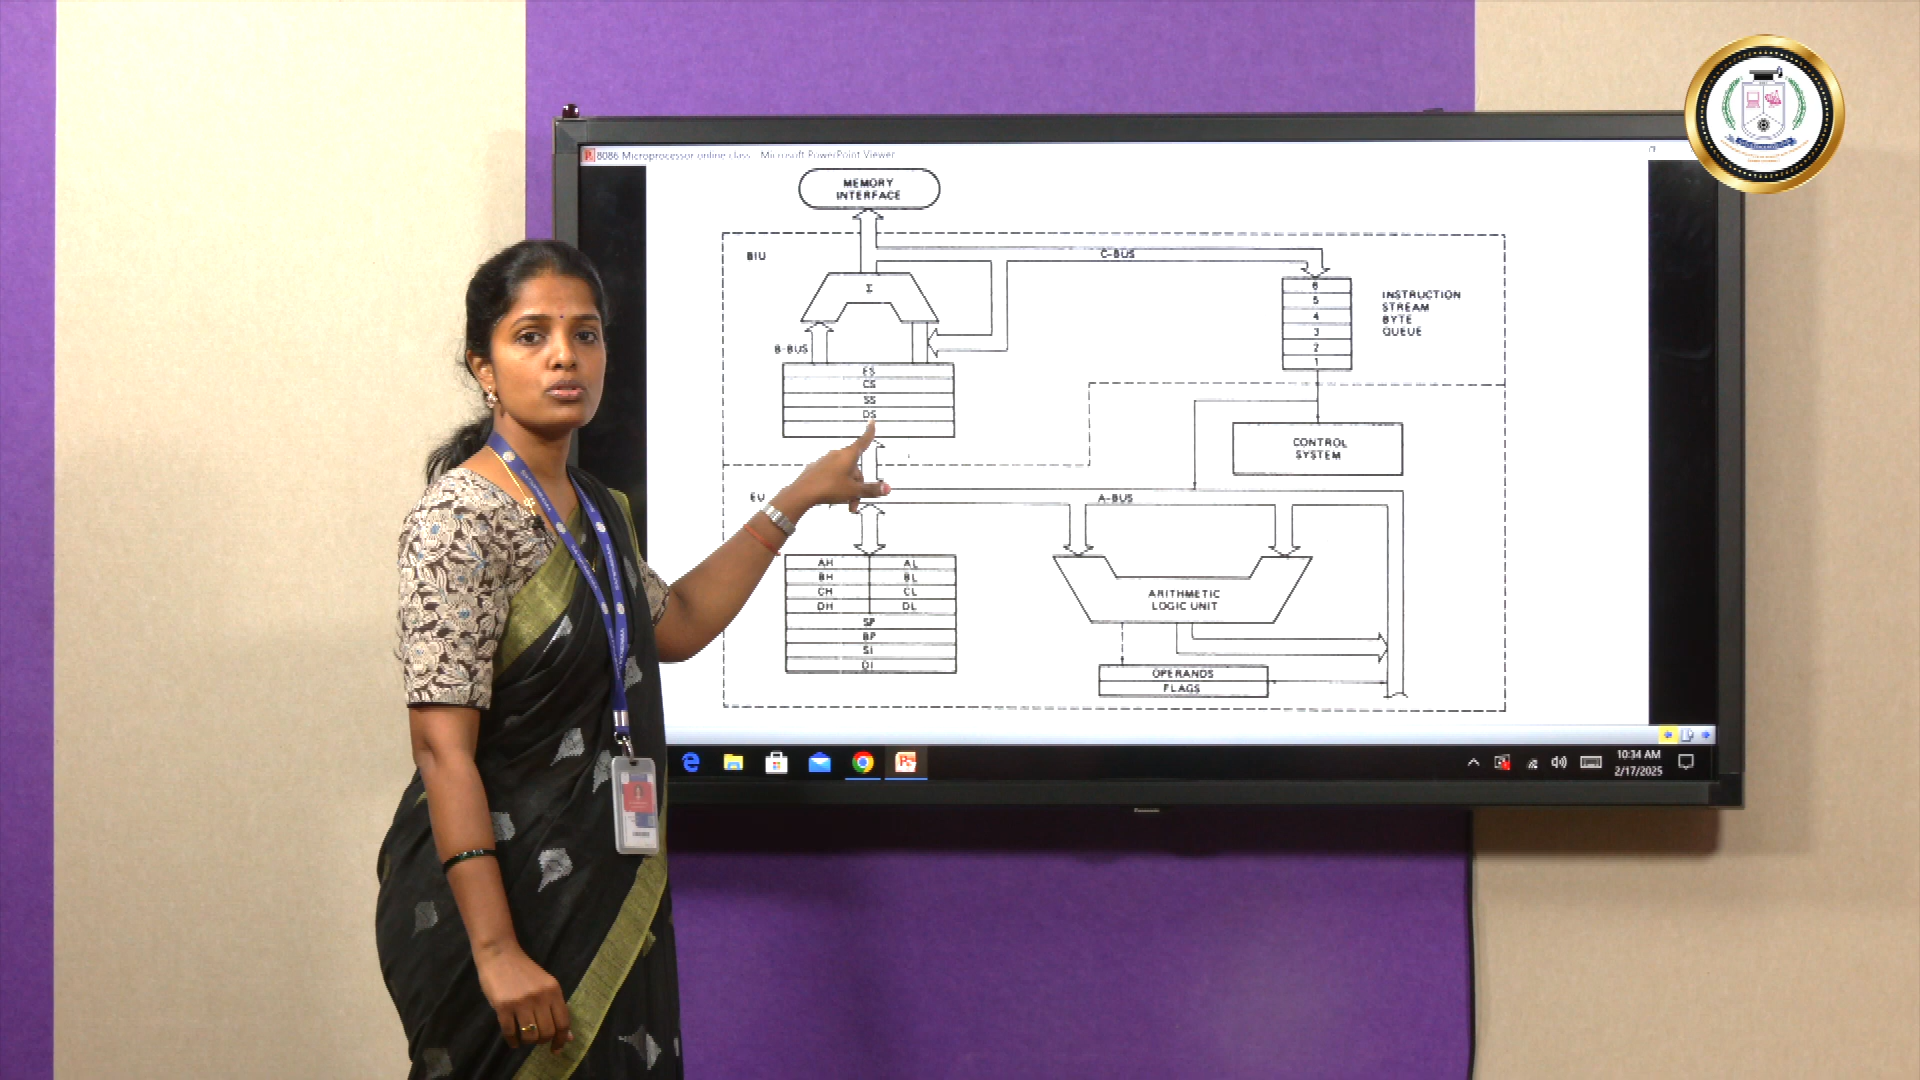 8086 Microprocessor online class - Microsoft PowerPoint Viewer
MEMORY
INTERFACE
BIU
C-BUS
Σ
6
5
4
3
2
1
INSTRUCTION
STREAM
BYTE
QUEUE
B-BUS
ES
CS
SS
DS
CONTROL
SYSTEM
EU
A-BUS
AH AL
BH BL
CH CL
DH DL
SP
BP
SI
DI
ARITHMETIC
LOGIC UNIT
OPERANDS
FLAGS
10:34 AM
2/17/2025